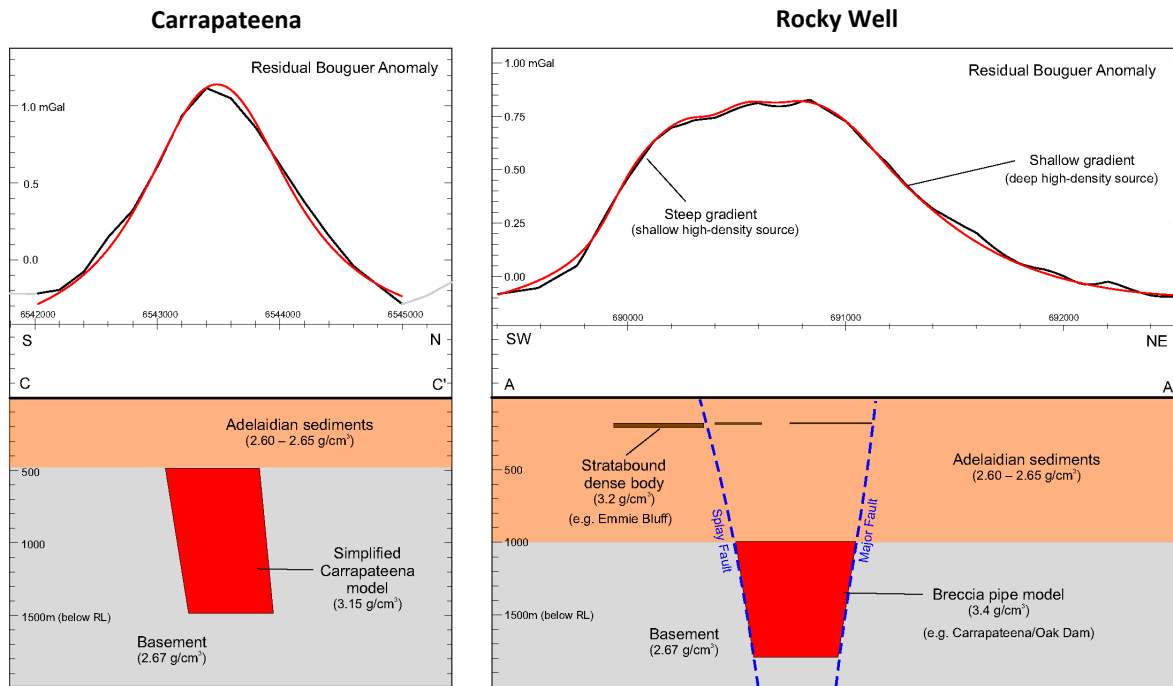 Carrapateena
Residual Bouguer Anomaly
1.0 mGal
0.5
0.0
6542000
6543000
6544000
6545000
S
N
C
C'
Adelaidian sediments
(2.60 – 2.65 g/cm³)
500
1000
1500m (below RL)
Simplified
Carrapateena
model
(3.15 g/cm³)
Basement
(2.67 g/cm³)
Rocky Well
1.00 mGal
Residual Bouguer Anomaly
0.75
0.50
0.25
0.00
Steep gradient
(shallow high-density source)
Shallow gradient
(deep high-density source)
690000
691000
692000
SW
NE
A
A
Stratabound
dense body
(3.2 g/cm³)
(e.g. Emmie Bluff)
Adelaidian sediments
(2.60 – 2.65 g/cm³)
500
1000
1500m (below RL)
Splay Fault
Major Fault
Breccia pipe model
(3.4 g/cm³)
(e.g. Carrapateena/Oak Dam)
Basement
(2.67 g/cm³)